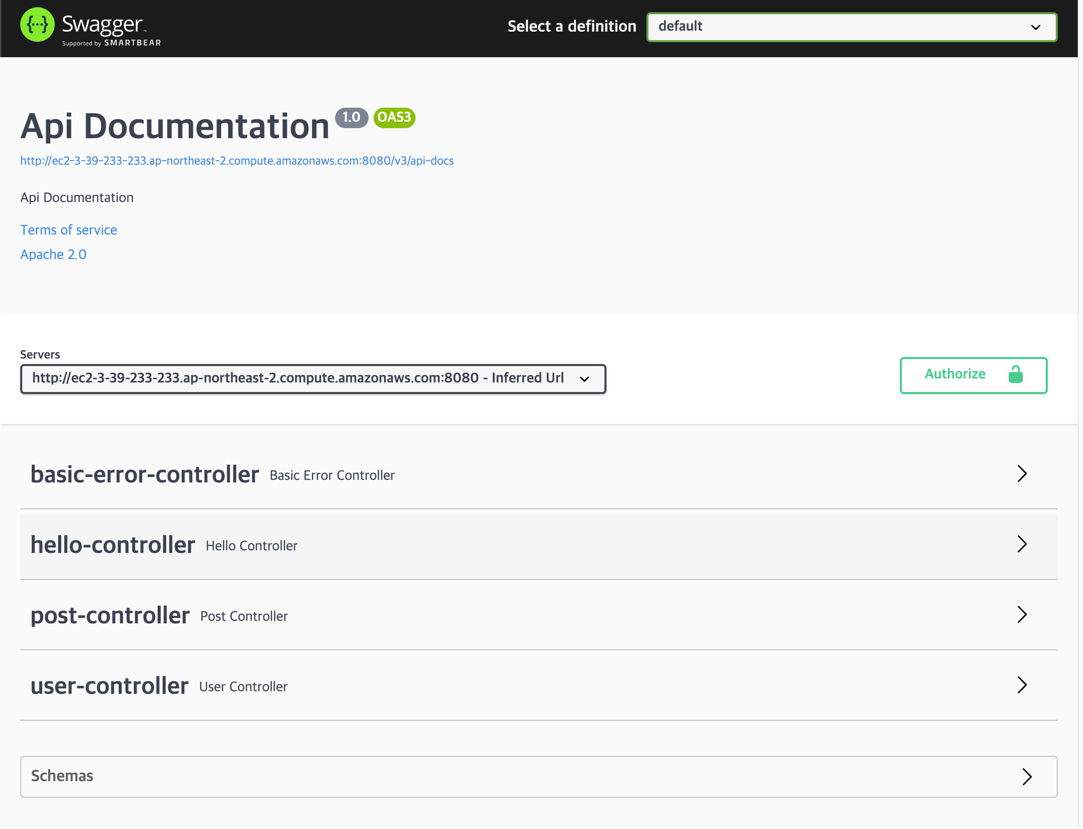 Swagger
Supported by SMARTBEAR
Select a definition
default
Api Documentation 1.0 OAS3
http://ec2-3-39-233-233.ap-northeast-2.compute.amazonaws.com:8080/v3/api-docs
Api Documentation
Terms of service
Apache 2.0
Servers
http://ec2-3-39-233-233.ap-northeast-2.compute.amazonaws.com:8080 - Inferred Url
Authorize
basic-error-controller Basic Error Controller
hello-controller Hello Controller
post-controller Post Controller
user-controller User Controller
Schemas